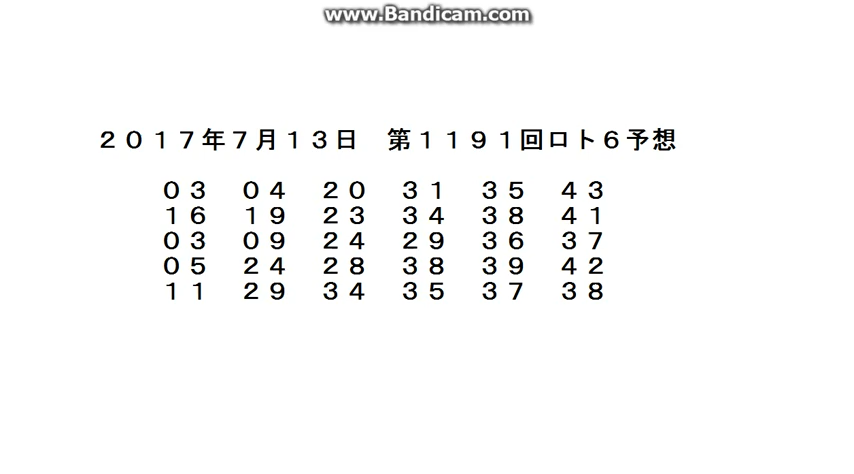 www.Bandicam.com
２０１７年７月１３日　第１１９１回ロト６予想
０３　０４　２０　３１　３５　４３
１６　１９　２３　３４　３８　４１
０３　０９　２４　２９　３６　３７
０５　２４　２８　３８　３９　４２
１１　２９　３４　３５　３７　３８